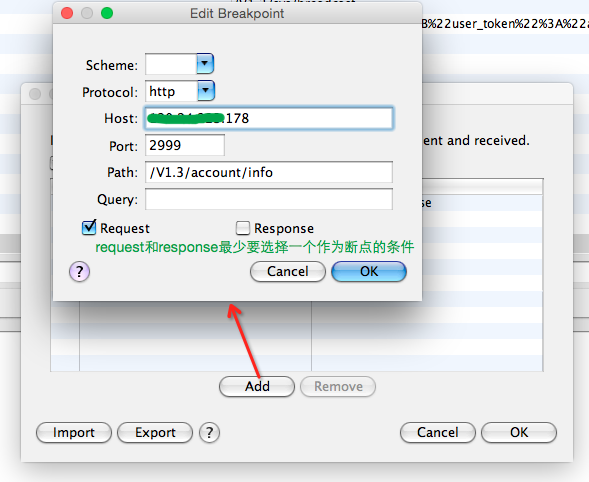 Edit Breakpoint
8%22user_token%22%3A%22
Scheme:
Protocol: http
Host: .178
Port: 2999
ent and received.
Path: /V1.3/account/info
Query:
Request
Response
request和response最少要选择一个作为断点的条件
?
Cancel
OK
Add
Remove
Import
Export
?
Cancel
OK